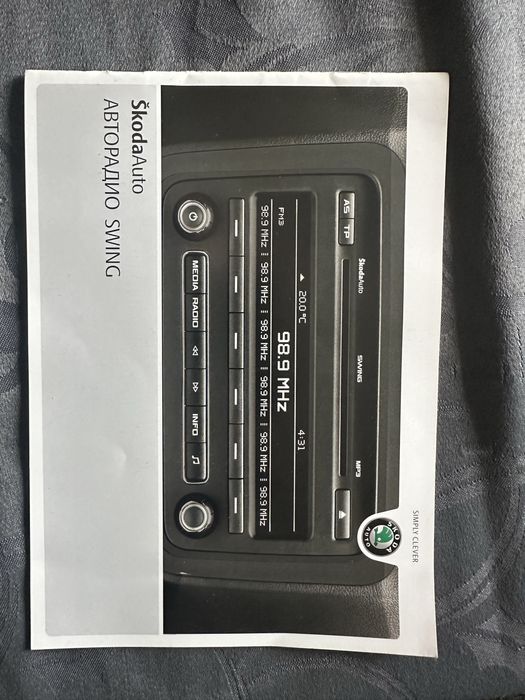 SIMPLY CLEVER
ŠKODA
AUTO
AS TP
ŠkodaAuto SWING MP3
FM3 20.0°C 4:31
98.9 MHz
98.9 MHz 98.9 MHz 98.9 MHz 98.9 MHz 98.9 MHz 98.9 MHz
MEDIA RADIO INFO
ŠkodaAuto
АВТОРАДИО SWING